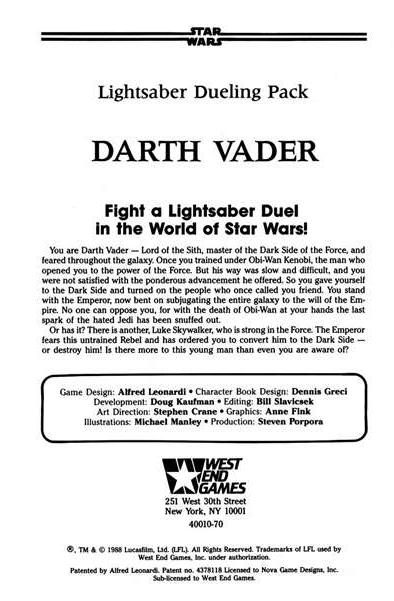 STAR
WARS
Lightsaber Dueling Pack
DARTH VADER
Fight a Lightsaber Duel
in the World of Star Wars!
You are Darth Vader — Lord of the Sith, master of the Dark Side of the Force, and
feared throughout the galaxy. Once you trained under Obi-Wan Kenobi, the man who
opened you to the power of the Force. But his way was slow and difficult, and you
were not satisfied with the ponderous advancement he offered. So you gave yourself
to the Dark Side and turned on the people who once called you friend. You stand
with the Emperor, now bent on subjugating the entire galaxy to the will of the Em-
pire. No one can oppose you, for with the death of Obi-Wan at your hands the last
spark of the hated Jedi has been snuffed out.
Or has it? There is another, Luke Skywalker, who is strong in the Force. The Emperor
fears this untrained Rebel and has ordered you to convert him to the Dark Side —
or destroy him! Is there more to this young man than even you are aware of?
Game Design: Alfred Leonardi • Character Book Design: Dennis Greci
Development: Doug Kaufman • Editing: Bill Slavicsek
Art Direction: Stephen Crane • Graphics: Anne Fink
Illustrations: Michael Manley • Production: Steven Porpora
WEST
END
GAMES
251 West 30th Street
New York, NY 10001
40010-70
®, TM & © 1988 Lucasfilm, Ltd. (LFL). All Rights Reserved. Trademarks of LFL used by
West End Games, Inc. under authorization.
Patented by Alfred Leonardi. Patent no. 4378118 Licensed to Nova Game Designs, Inc.
Sub-licensed to West End Games.